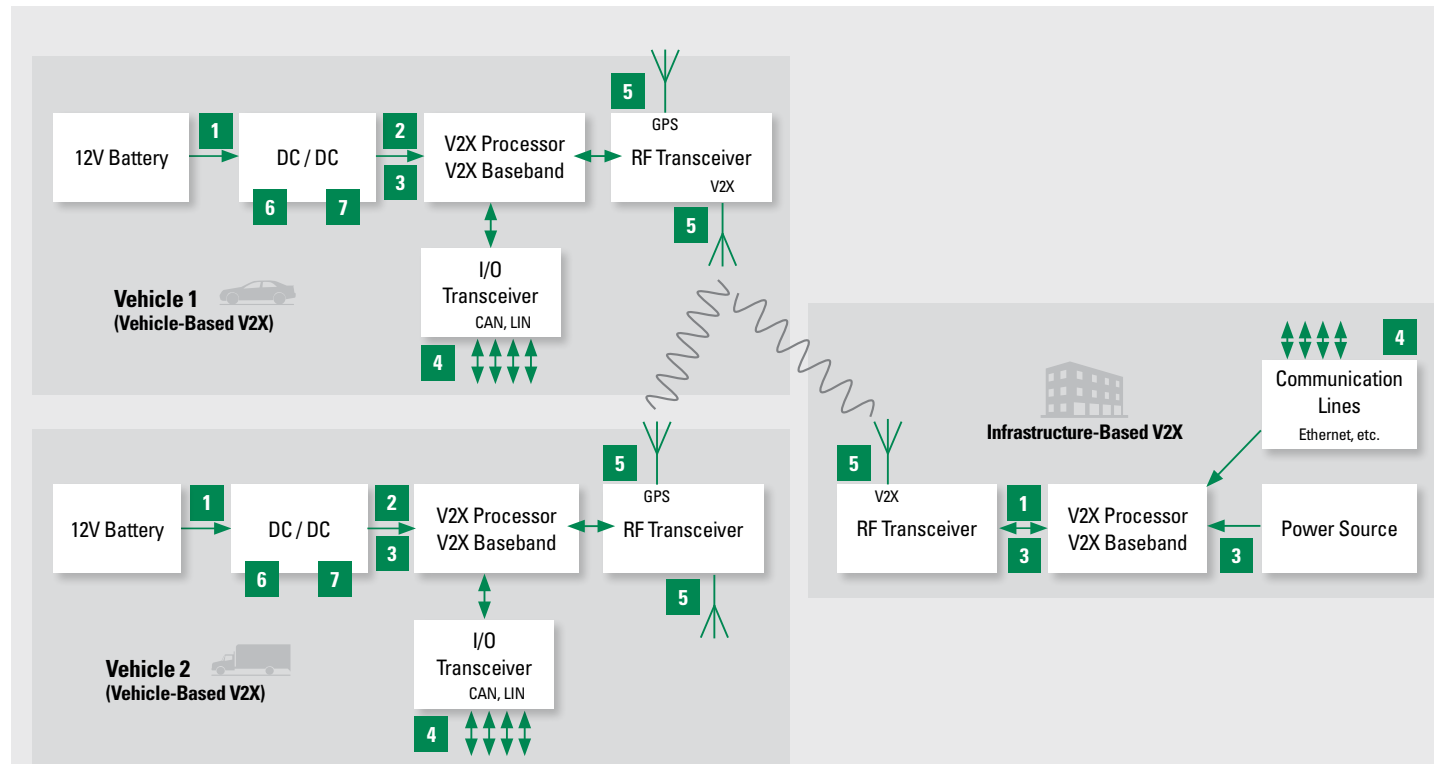 5
GPS
1
2
12V Battery
DC / DC
V2X Processor
V2X Baseband
RF Transceiver
3
V2X
6
7
5
I/O
Transceiver
CAN, LIN
Vehicle 1
(Vehicle-Based V2X)
4
5
GPS
1
2
12V Battery
DC / DC
V2X Processor
V2X Baseband
RF Transceiver
3
6
7
5
I/O
Transceiver
CAN, LIN
Vehicle 2
(Vehicle-Based V2X)
4
4
Communication
Lines
Ethernet, etc.
Infrastructure-Based V2X
5
V2X
RF Transceiver
1
3
V2X Processor
V2X Baseband
3
Power Source